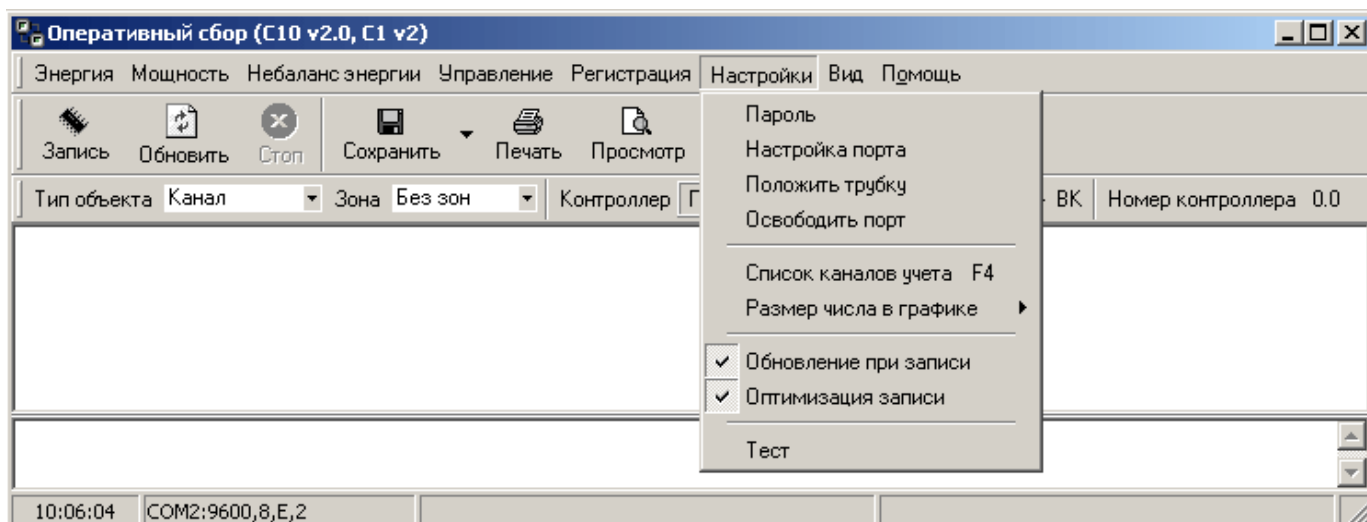 Оперативный сбор (С10 v2.0, С1 v2)
Энергия Мощность Небаланс энергии Управление Регистрация Настройки Вид Помощь
Запись Обновить Стоп Сохранить Печать Просмотр
Тип объекта Канал Зона Без зон Контроллер ВК Номер контроллера 0.0
Пароль
Настройка порта
Положить трубку
Освободить порт
Список каналов учета F4
Размер числа в графике
Обновление при записи
Оптимизация записи
Тест
10:06:04 COM2:9600,8,E,2